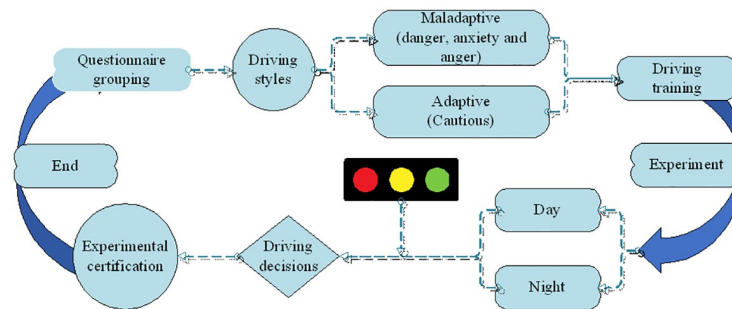 Questionnaire
grouping
Driving
styles
Maladaptive
(danger, anxiety and
anger)
Adaptive
(Cautious)
Driving
training
Experiment
Day
Night
Driving
decisions
Experimental
certification
End